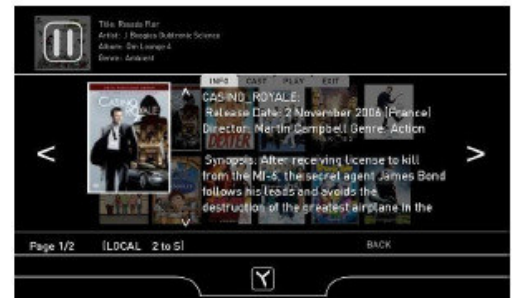 Title: Rosado Flair
Artist: J Boogies Dubtronic Science
Album: Om Lounge 4
Genre: Ambient
INFO CAST PLAY EXIT
CASINO ROYALE
CASINO_ROYALE:
Release Date: 2 November 2006 (France)
Director: Martin Campbell Genre: Action
DEXTER
Synopsis: After receiving license to kill
from the MI-6, the secret agent James Bond
follows his leads and avoids the
destruction of the greatest airplane in the
Page 1/2 (LOCAL 2 to 5) BACK